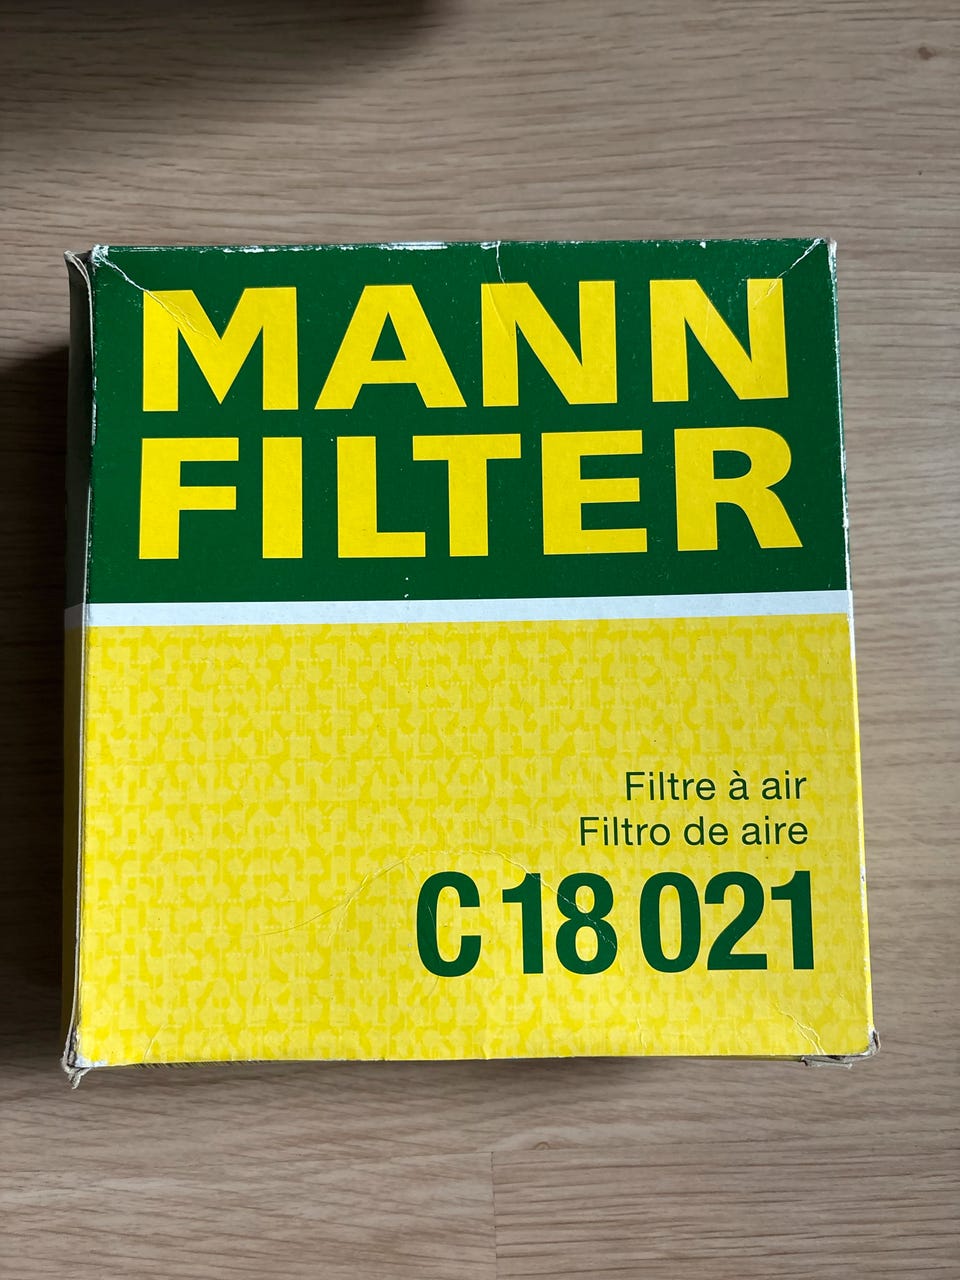 MANN
FILTER
Filtre à air
Filtro de aire
C 18 021